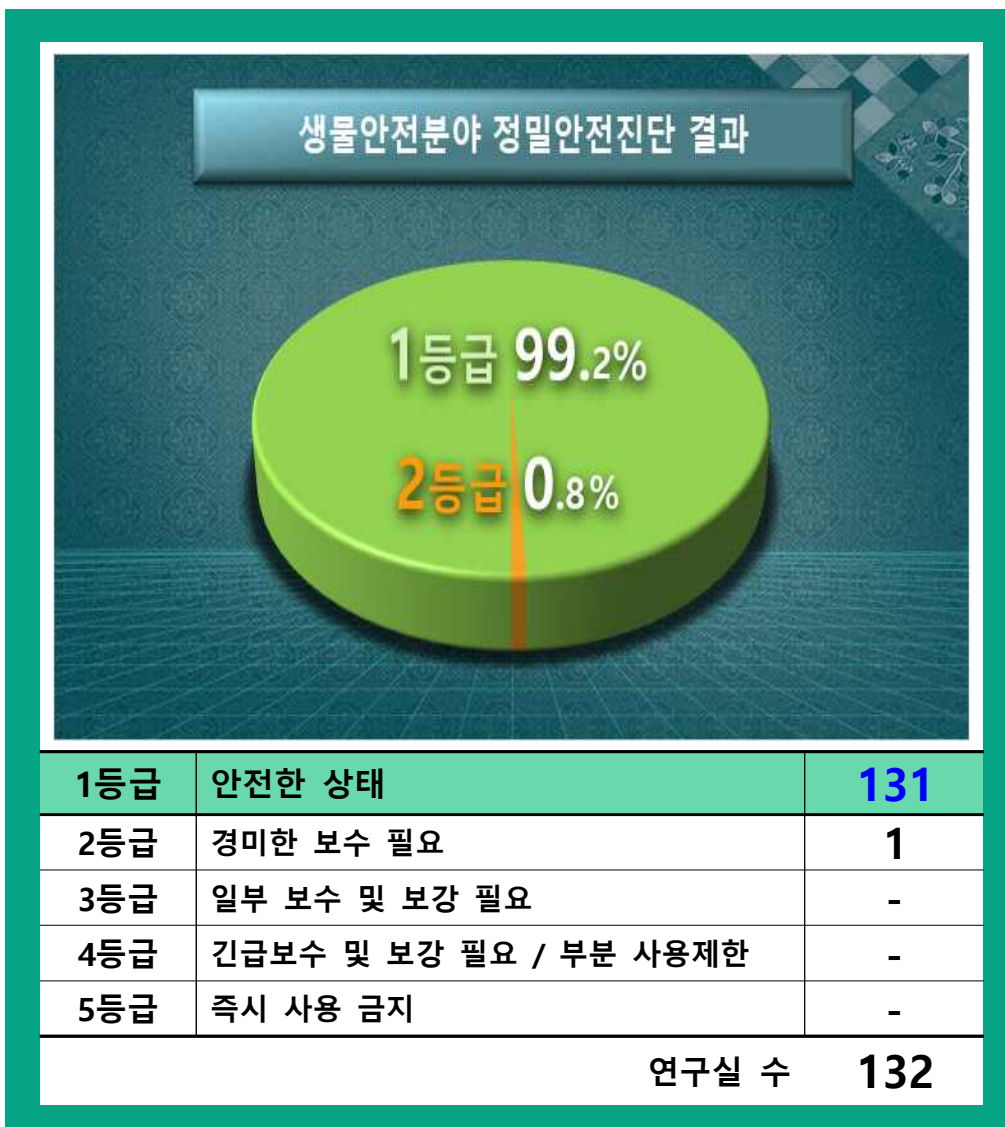 생물안전분야 정밀안전진단 결과
1등급 99.2%
2등급 0.8%
1등급 안전한 상태 131
2등급 경미한 보수 필요 1
3등급 일부 보수 및 보강 필요 -
4등급 긴급보수 및 보강 필요 / 부분 사용제한 -
5등급 즉시 사용 금지 -
연구실 수 132